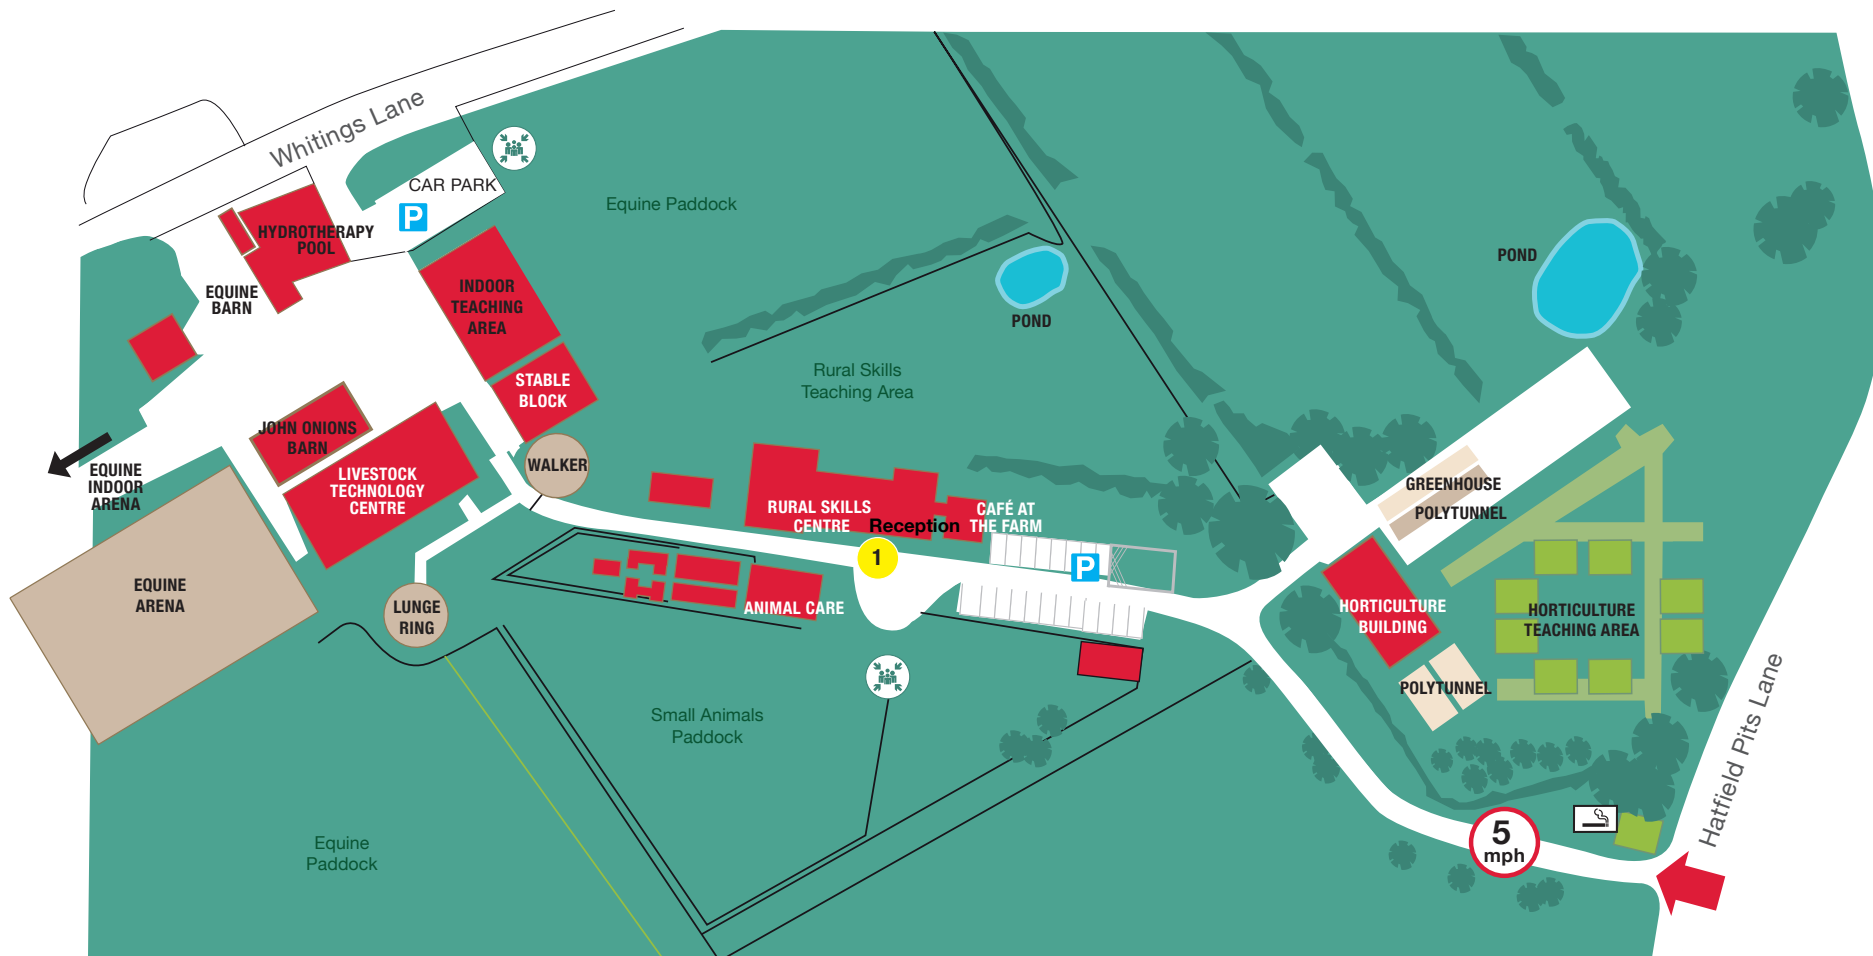 Whitings Lane
CAR PARK
P
HYDROTHERAPY
POOL
EQUINE
BARN
INDOOR
TEACHING
AREA
STABLE
BLOCK
JOHN ONIONS
BARN
LIVESTOCK
TECHNOLOGY
CENTRE
EQUINE
INDOOR
ARENA
EQUINE
ARENA
WALKER
LUNGE
RING
Equine Paddock
POND
Rural Skills
Teaching Area
RURAL SKILLS
CENTRE
Reception
CAFÉ AT
THE FARM
1
P
ANIMAL CARE
Small Animals
Paddock
Equine
Paddock
POND
GREENHOUSE
POLYTUNNEL
HORTICULTURE
BUILDING
HORTICULTURE
TEACHING AREA
POLYTUNNEL
5
mph
Hatfield Pits Lane